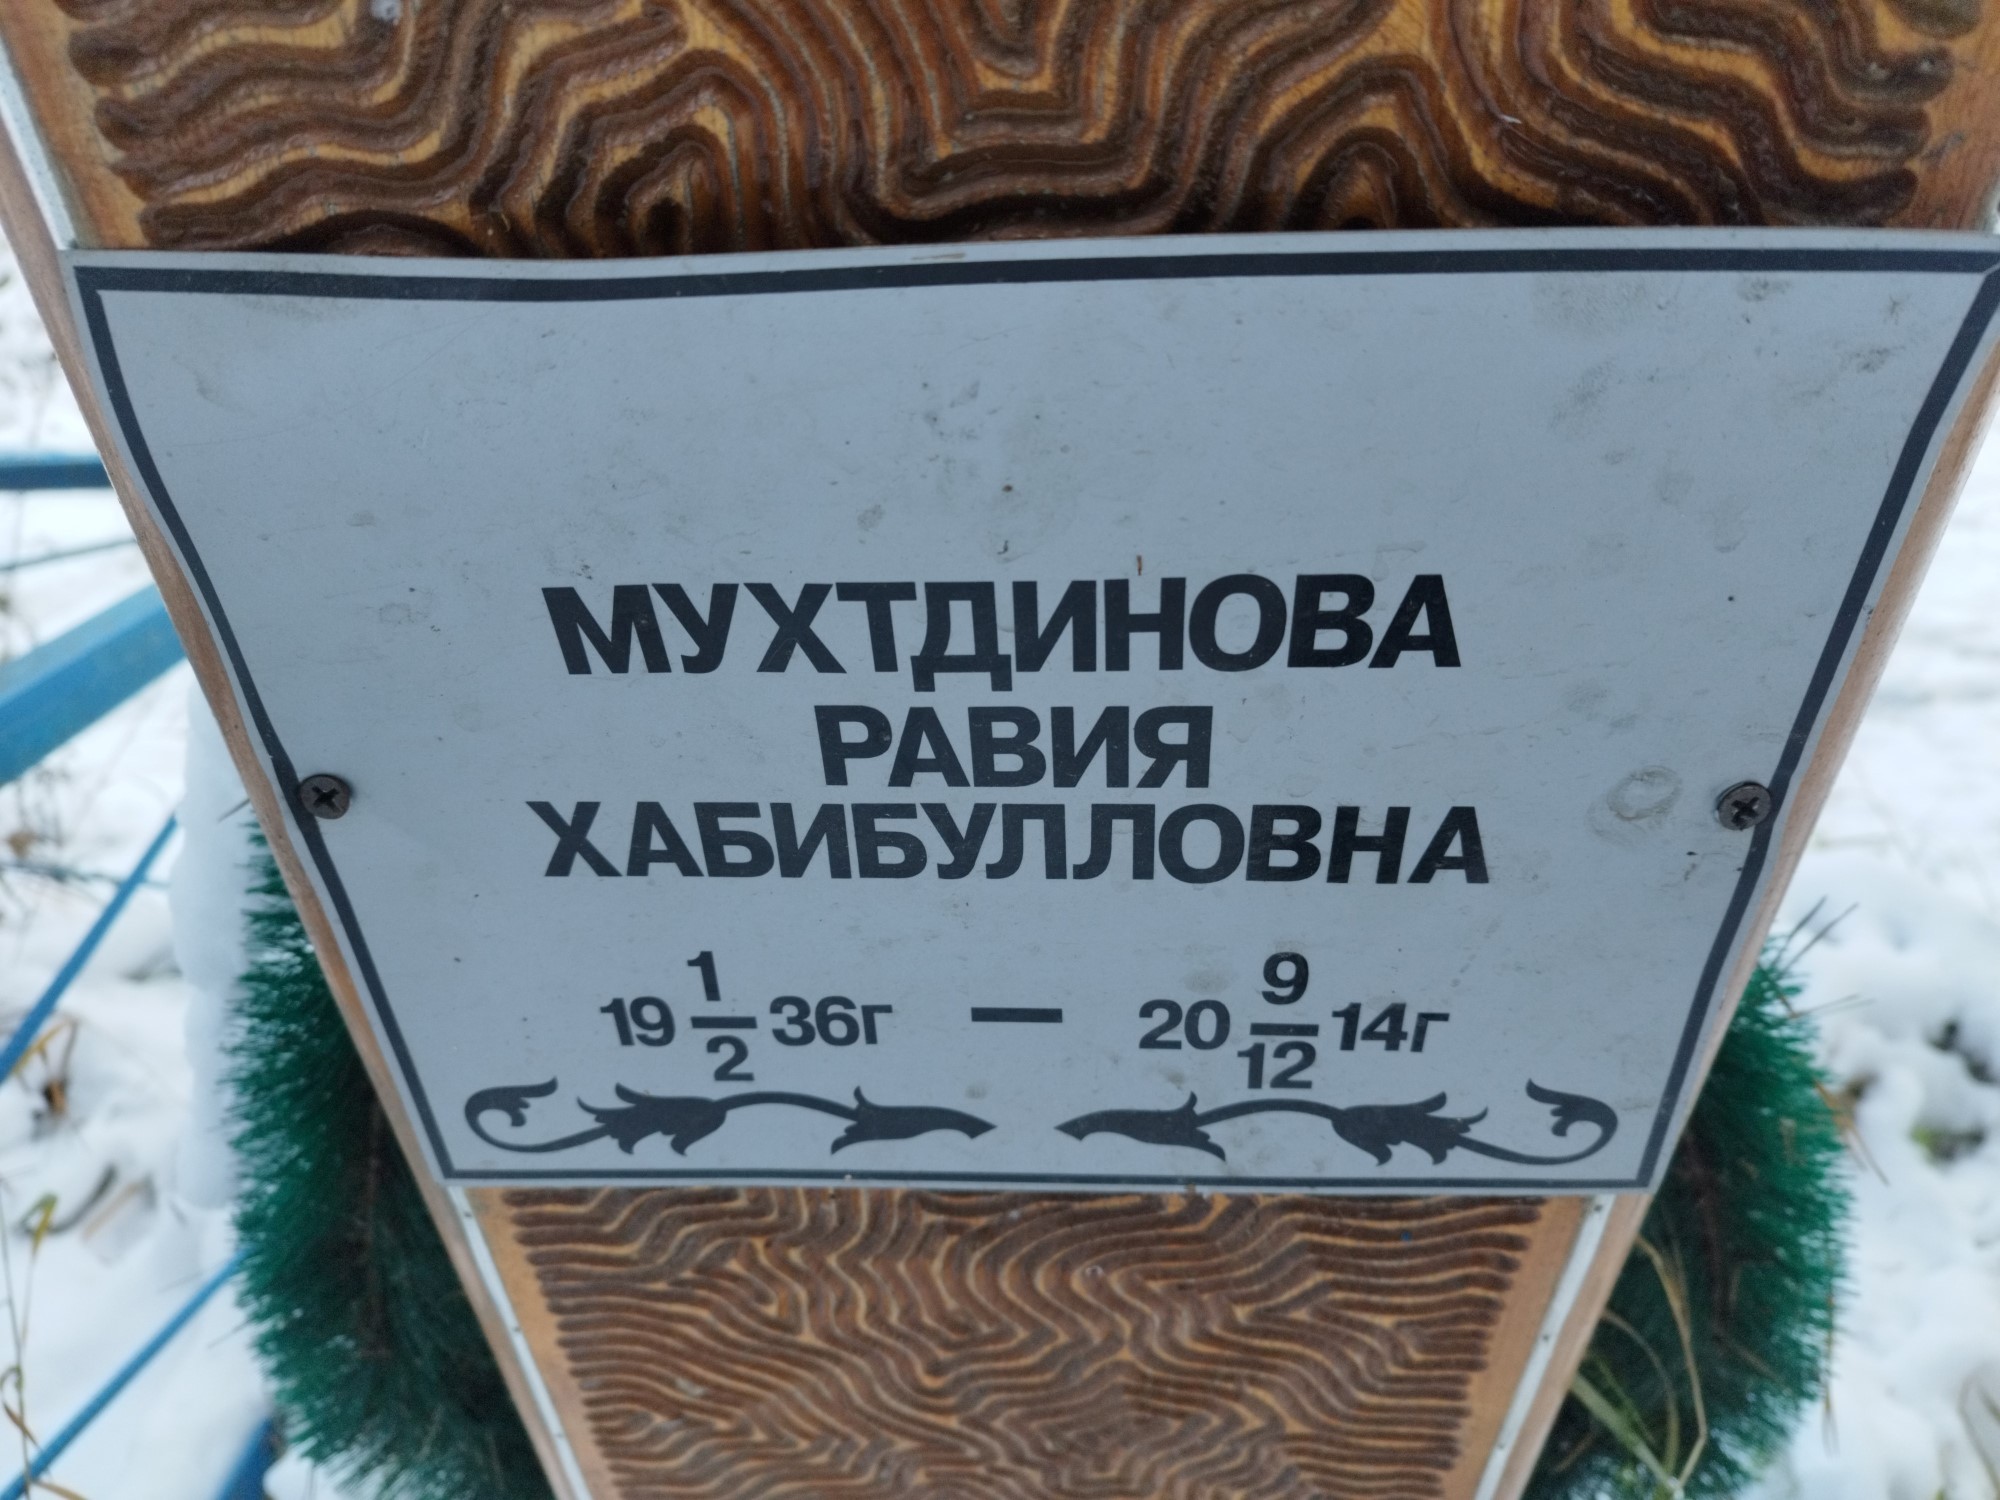 МУХТДИНОВА
РАВИЯ
ХАБИБУЛЛОВНА
19 1/2 36г — 20 9/12 14г